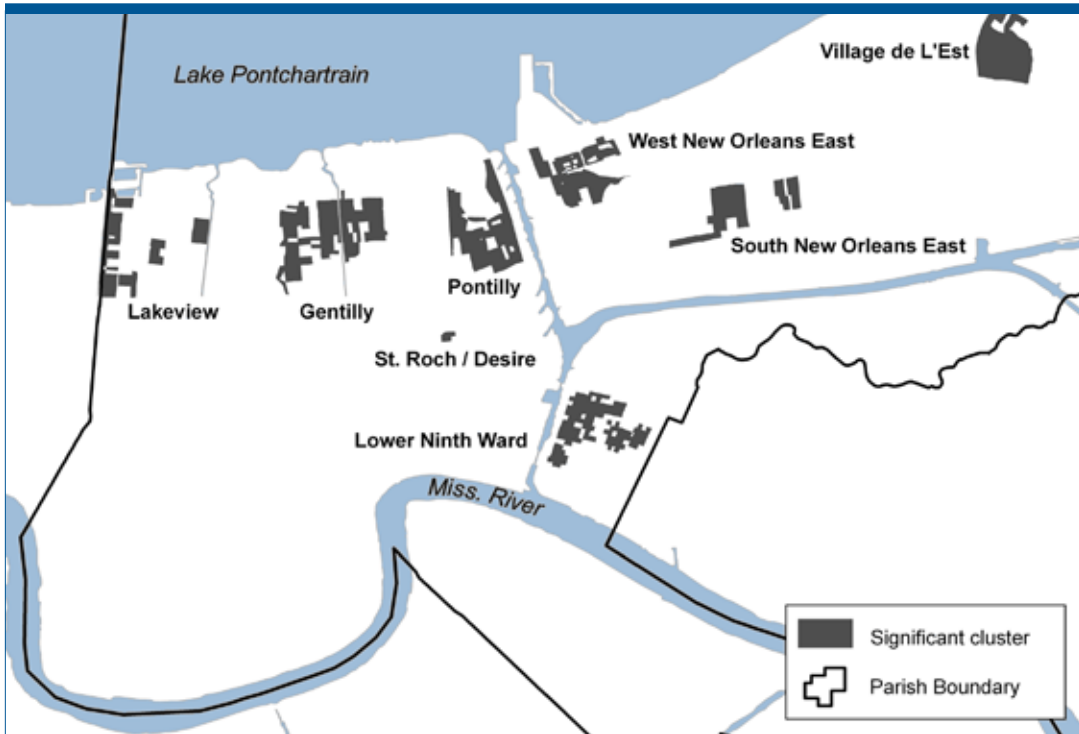 Village de L'Est
Lake Pontchartrain
West New Orleans East
South New Orleans East
Pontilly
Lakeview
Gentilly
St. Roch / Desire
Lower Ninth Ward
Miss. River
Significant cluster
Parish Boundary